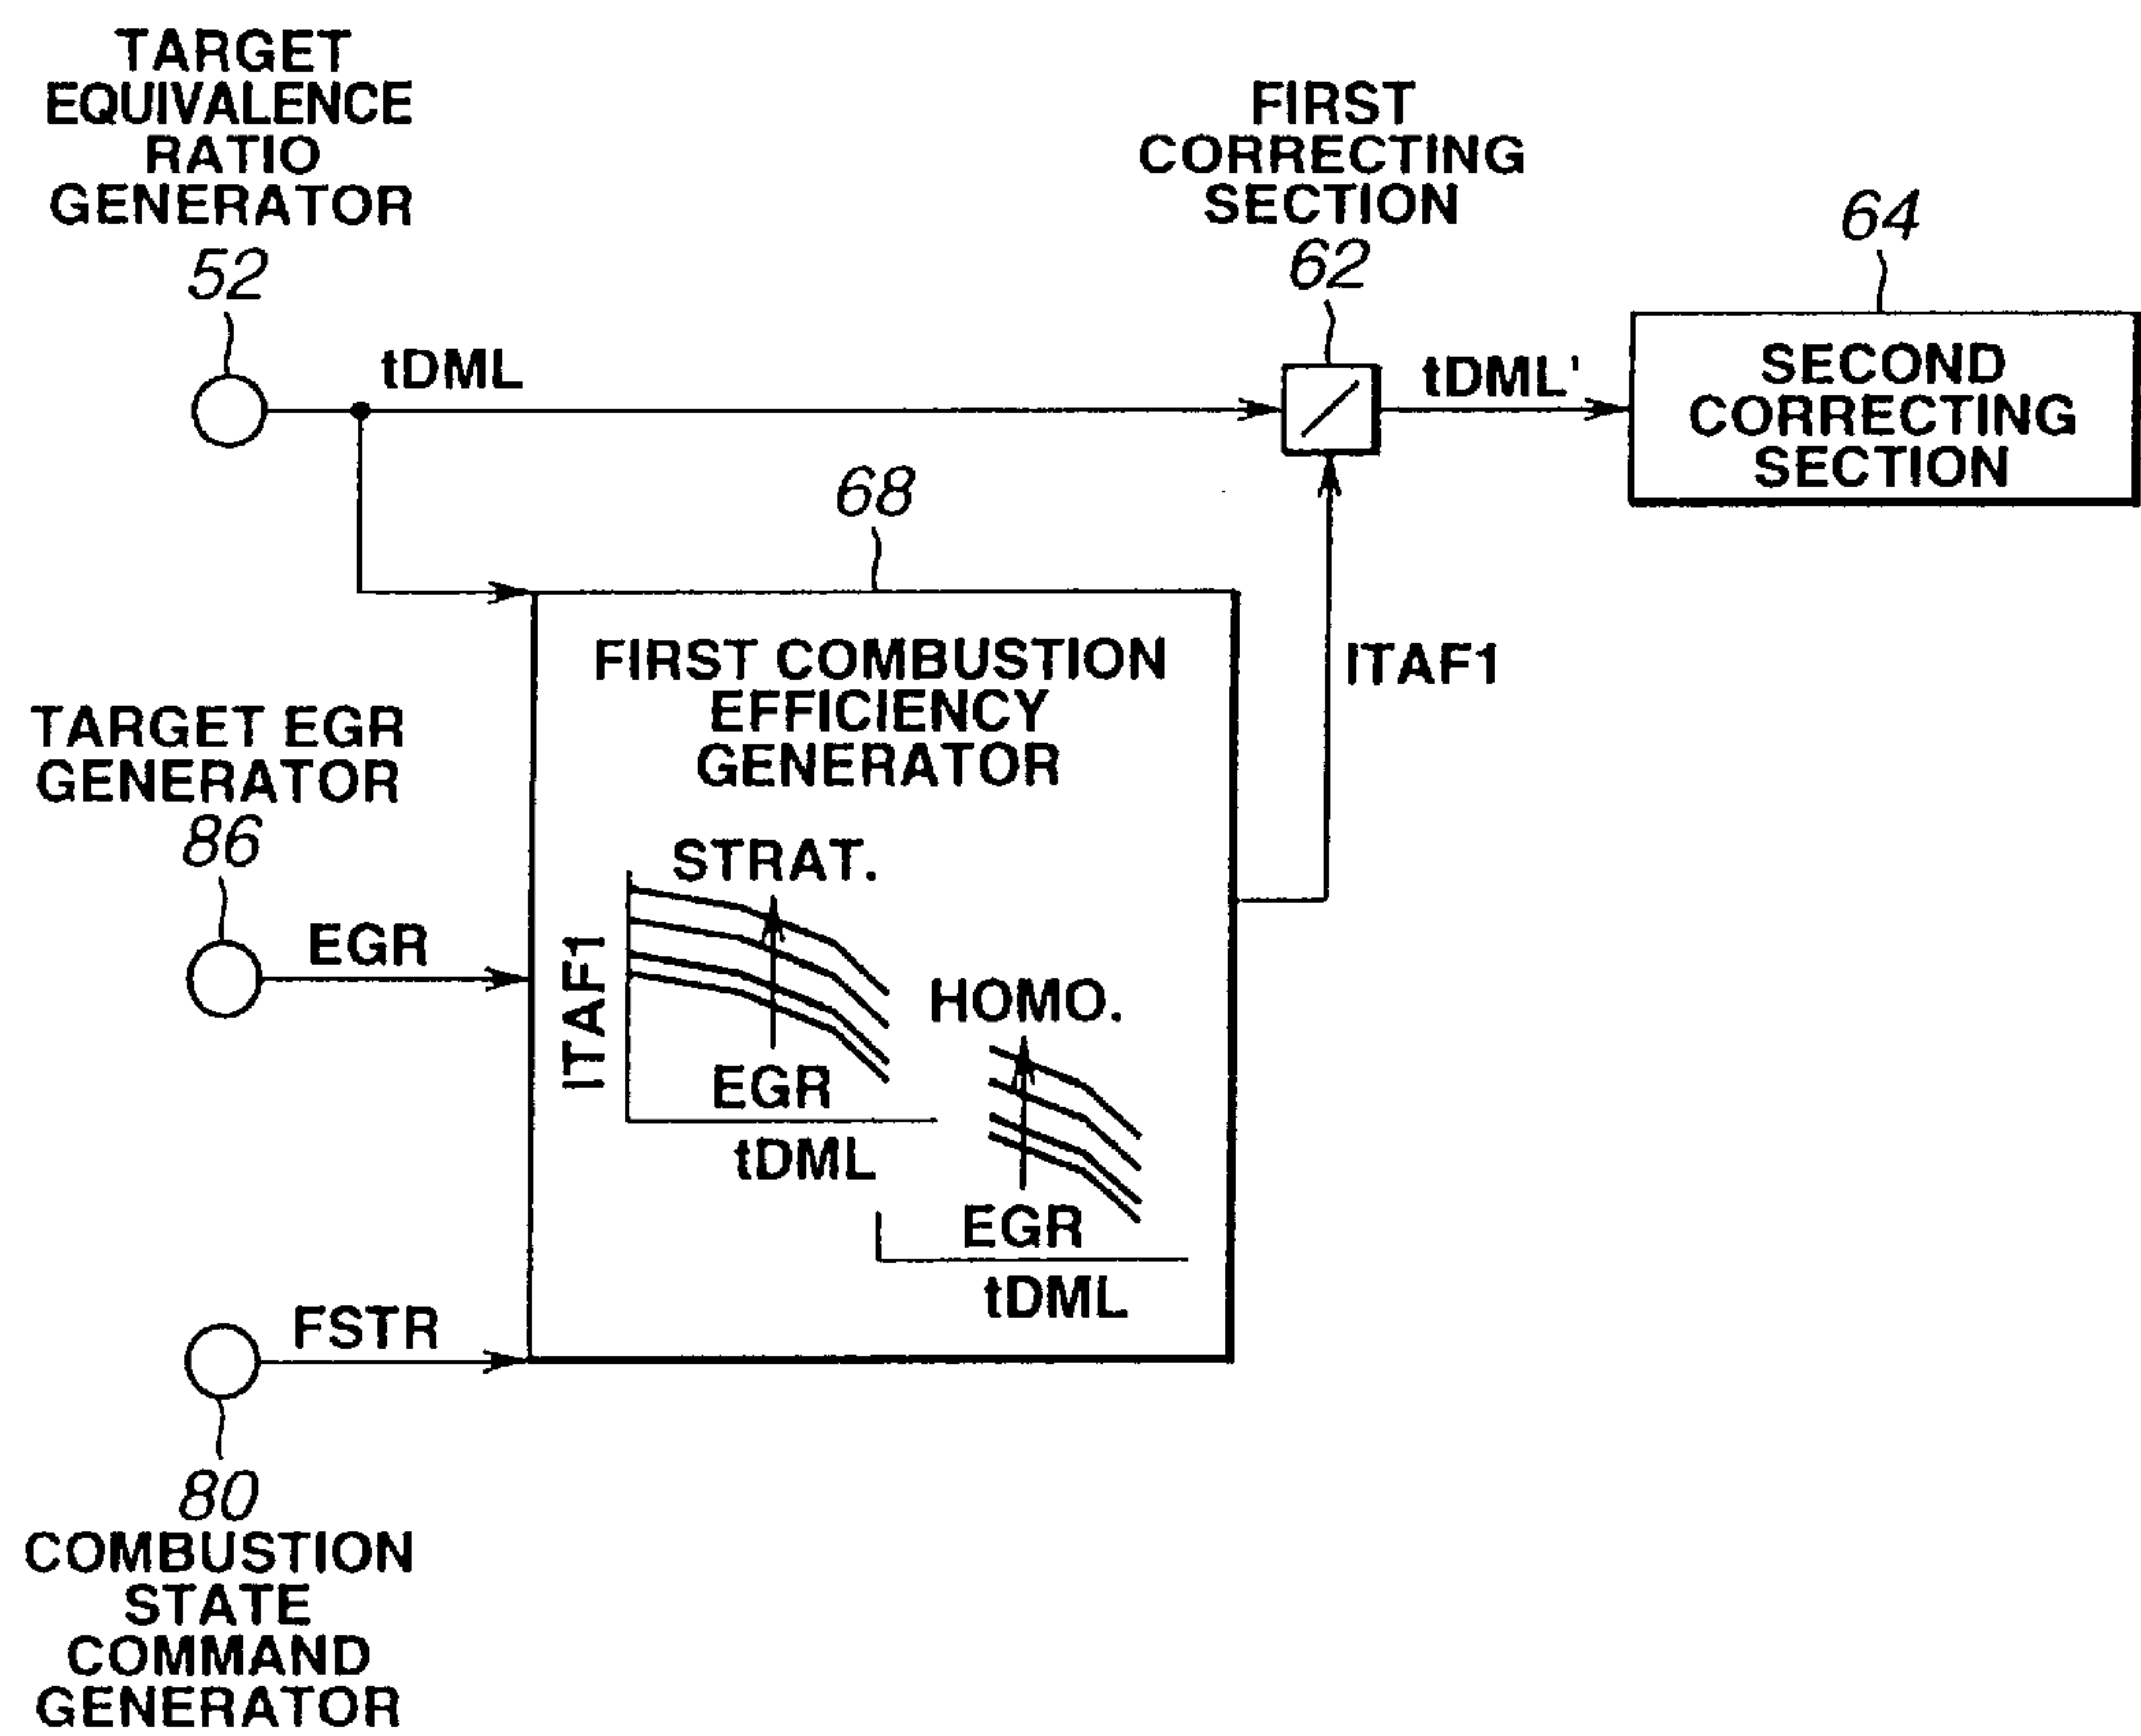 TARGET
EQUIVALENCE
RATIO
GENERATOR
52
tDML
FIRST
CORRECTING
SECTION
62
tDML'
64
SECOND
CORRECTING
SECTION
68
FIRST COMBUSTION
EFFICIENCY
GENERATOR
ITAF1
TARGET EGR
GENERATOR
86
EGR
STRAT.
ITAF1
EGR
tDML
HOMO.
EGR
tDML
FSTR
80
COMBUSTION
STATE
COMMAND
GENERATOR